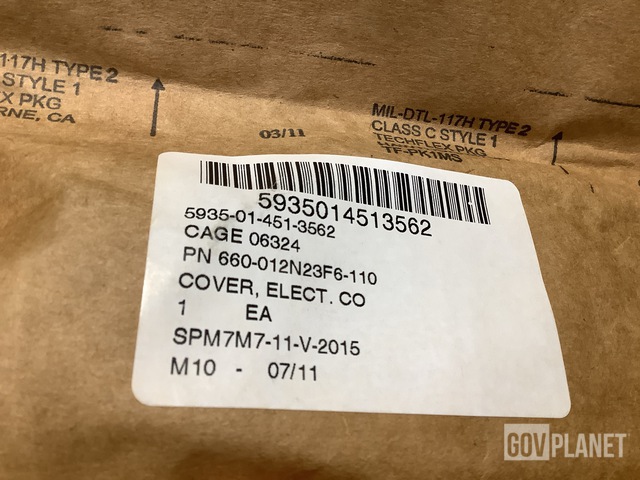 117H TYPE 2
STYLE 1
X PKG
RNE, CA
03/11
MIL-DTL-117H TYPE 2
CLASS C STYLE 1
TECHFLEX PKG
TF-PK1MS
5935014513562
5935-01-451-3562
CAGE 06324
PN 660-012N23F6-110
COVER, ELECT. CO
1 EA
SPM7M7-11-V-2015
M10 - 07/11
GOVPLANET